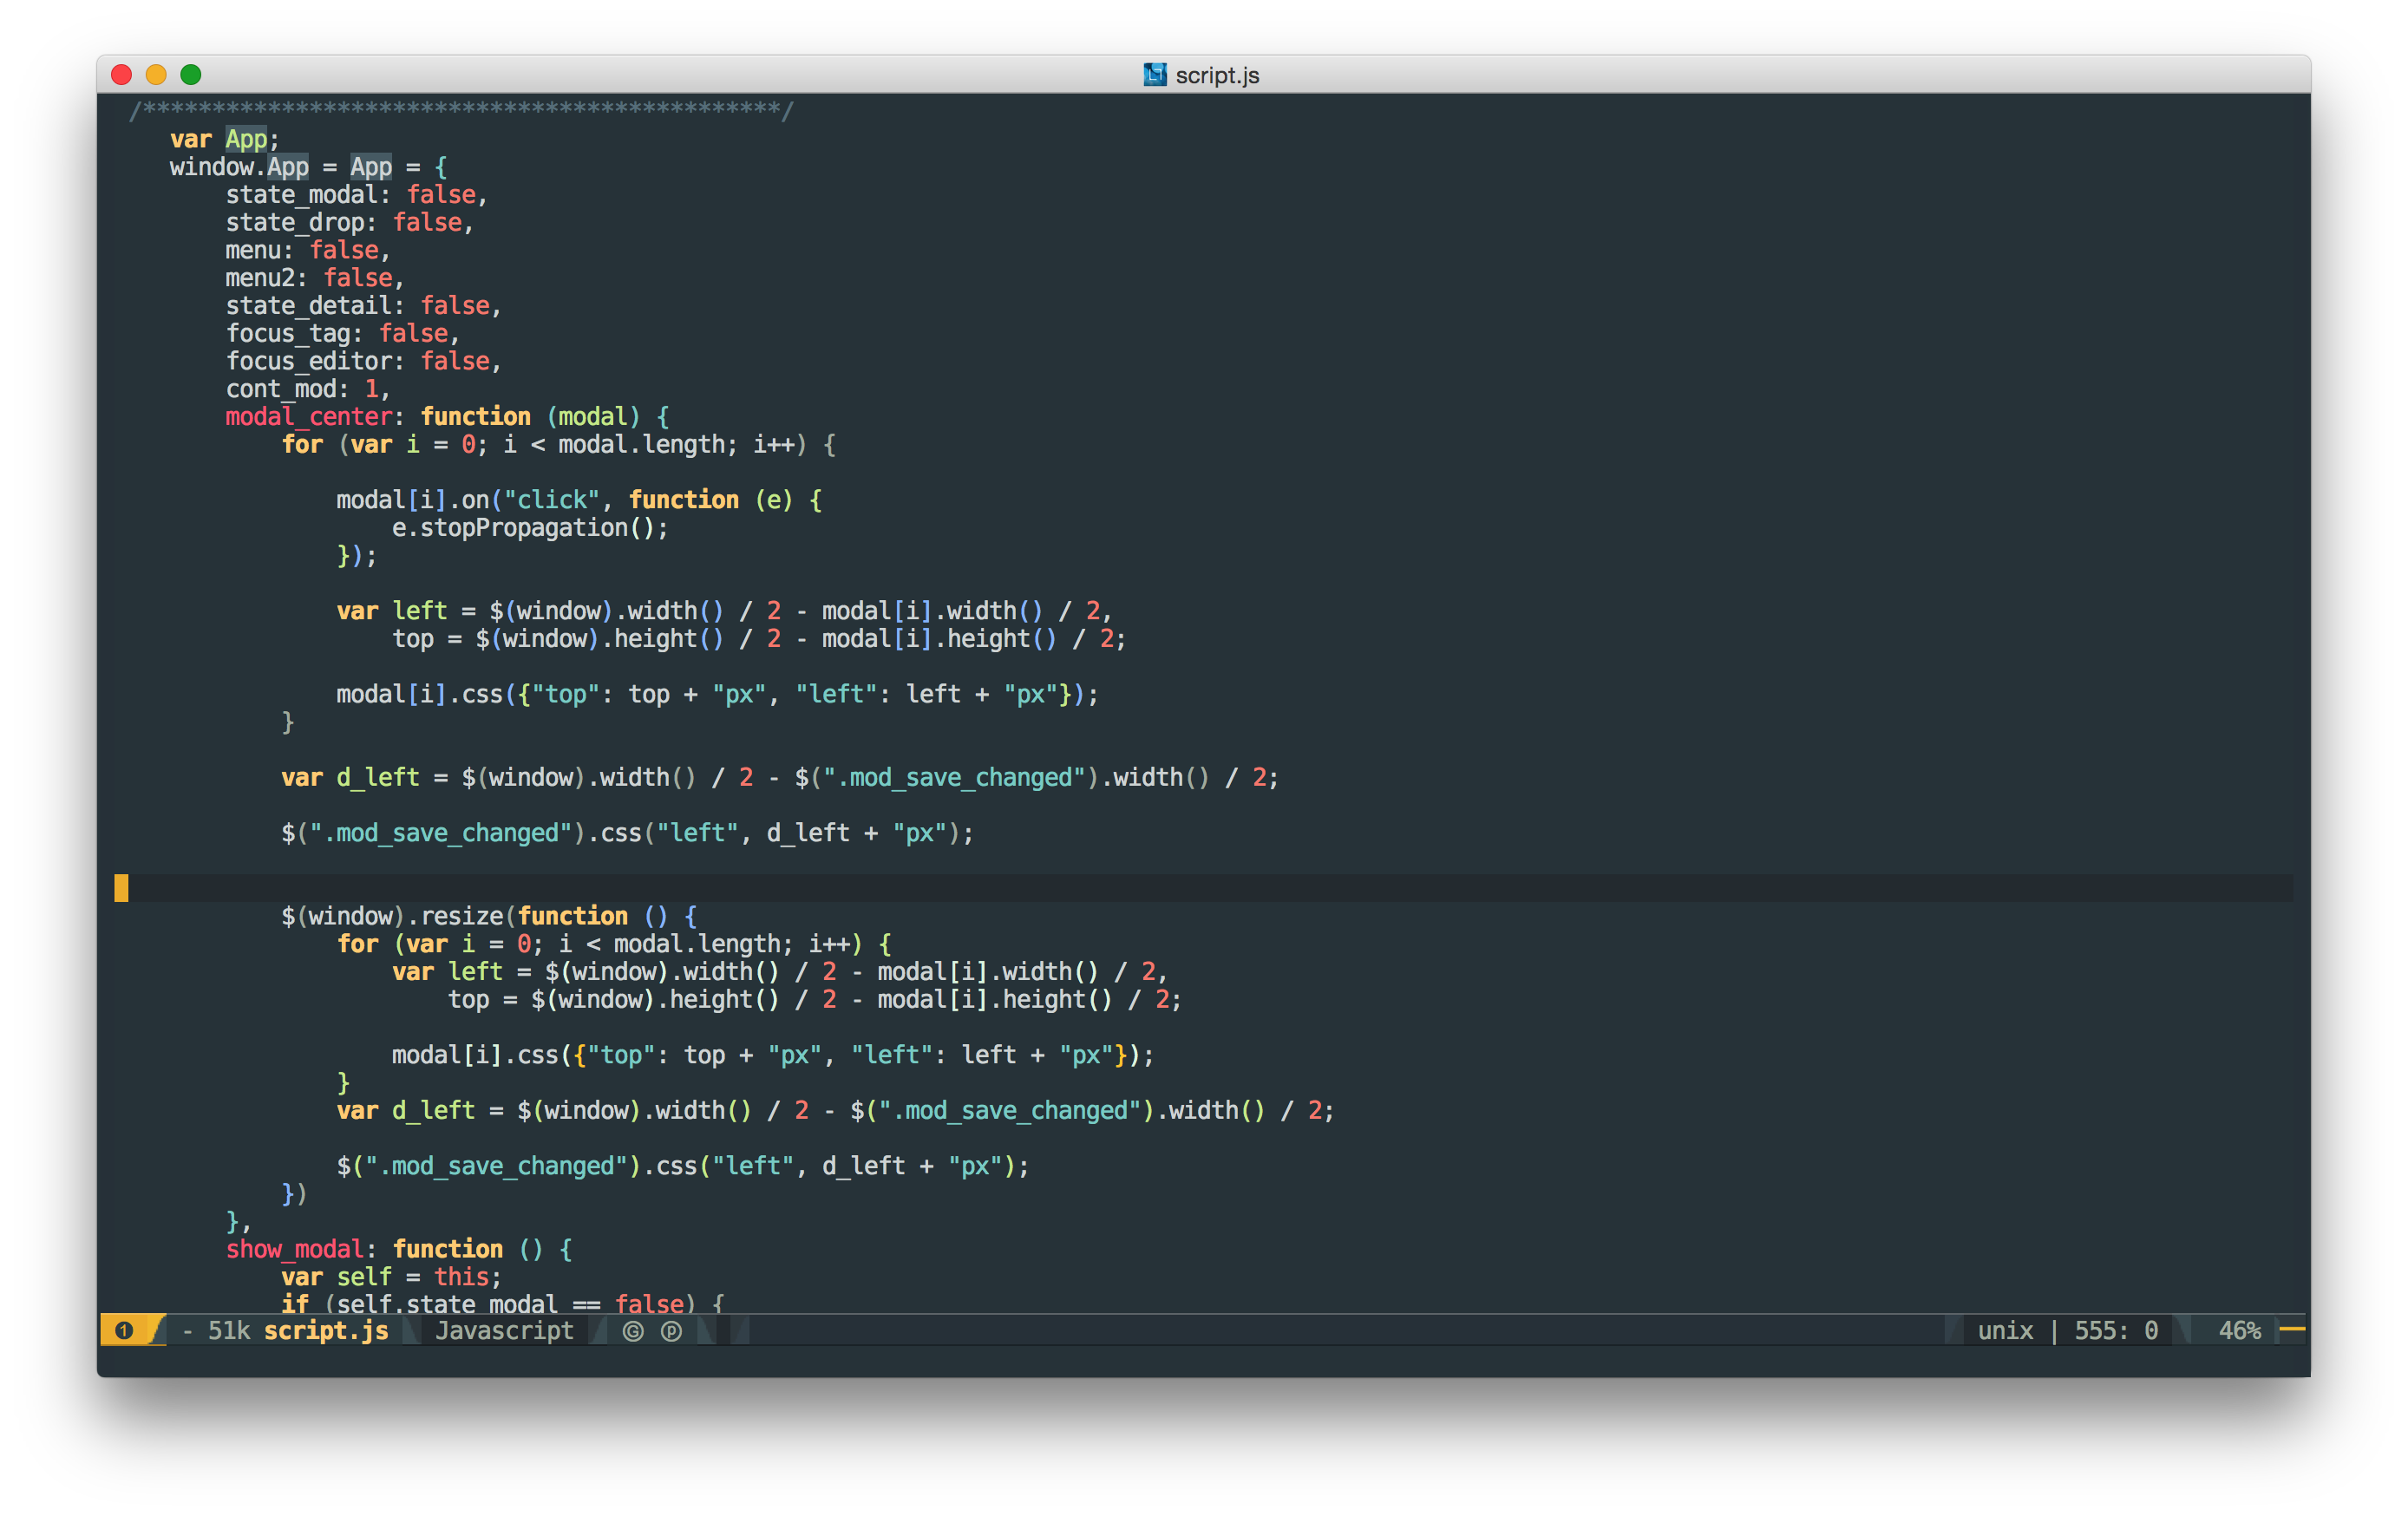 script.js
/**********************************************/
var App;
window.App = App = {
state_modal: false,
state_drop: false,
menu: false,
menu2: false,
state_detail: false,
focus_tag: false,
focus_editor: false,
cont_mod: 1,
modal_center: function (modal) {
for (var i = 0; i < modal.length; i++) {
modal[i].on("click", function (e) {
e.stopPropagation();
});
var left = $(window).width() / 2 - modal[i].width() / 2,
top = $(window).height() / 2 - modal[i].height() / 2;
modal[i].css({"top": top + "px", "left": left + "px"});
}
var d_left = $(window).width() / 2 - $(".mod_save_changed").width() / 2;
$(".mod_save_changed").css("left", d_left + "px");
$(window).resize(function () {
for (var i = 0; i < modal.length; i++) {
var left = $(window).width() / 2 - modal[i].width() / 2,
top = $(window).height() / 2 - modal[i].height() / 2;
modal[i].css({"top": top + "px", "left": left + "px"});
}
var d_left = $(window).width() / 2 - $(".mod_save_changed").width() / 2;
$(".mod_save_changed").css("left", d_left + "px");
})
},
show_modal: function () {
var self = this;
if (self.state_modal == false) {
❶ - 51k script.js Javascript Ⓖ ⓟ unix | 555: 0 46%